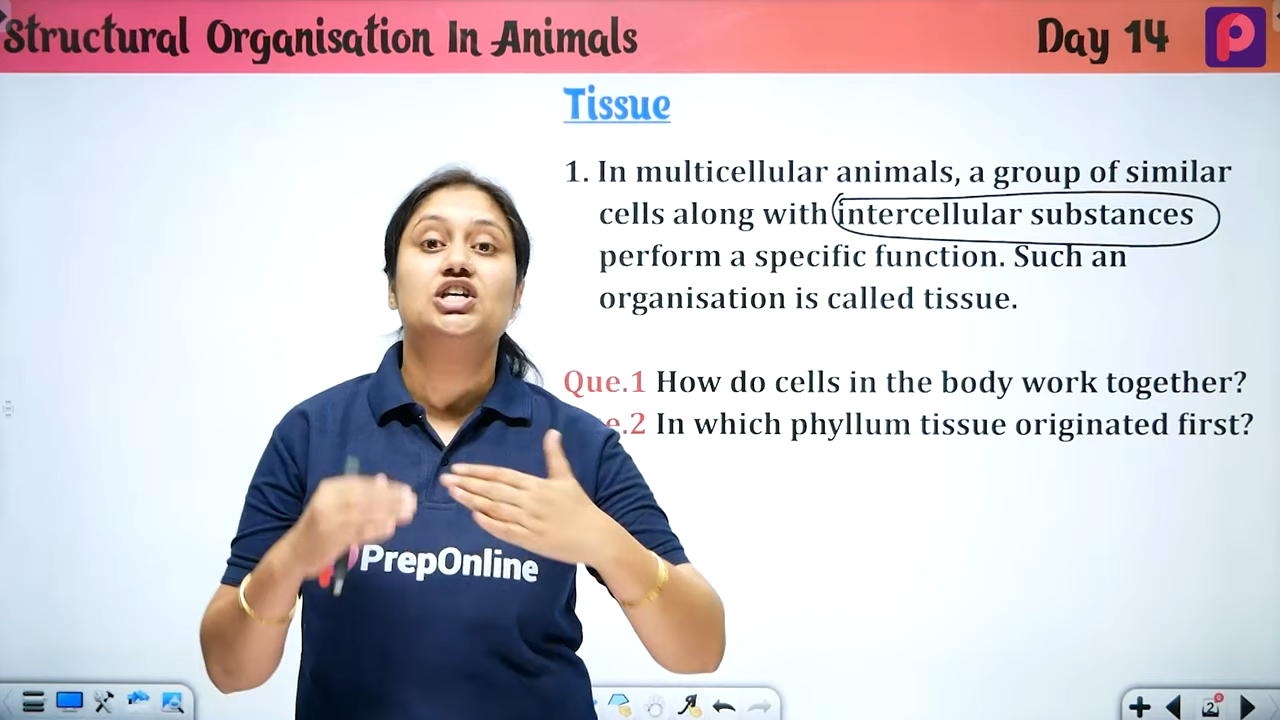 Structural Organisation In Animals
Day 14
Tissue
1. In multicellular animals, a group of similar
cells along with intercellular substances
perform a specific function. Such an
organisation is called tissue.
Que.1 How do cells in the body work together?
e.2 In which phyllum tissue originated first?
PrepOnline
2